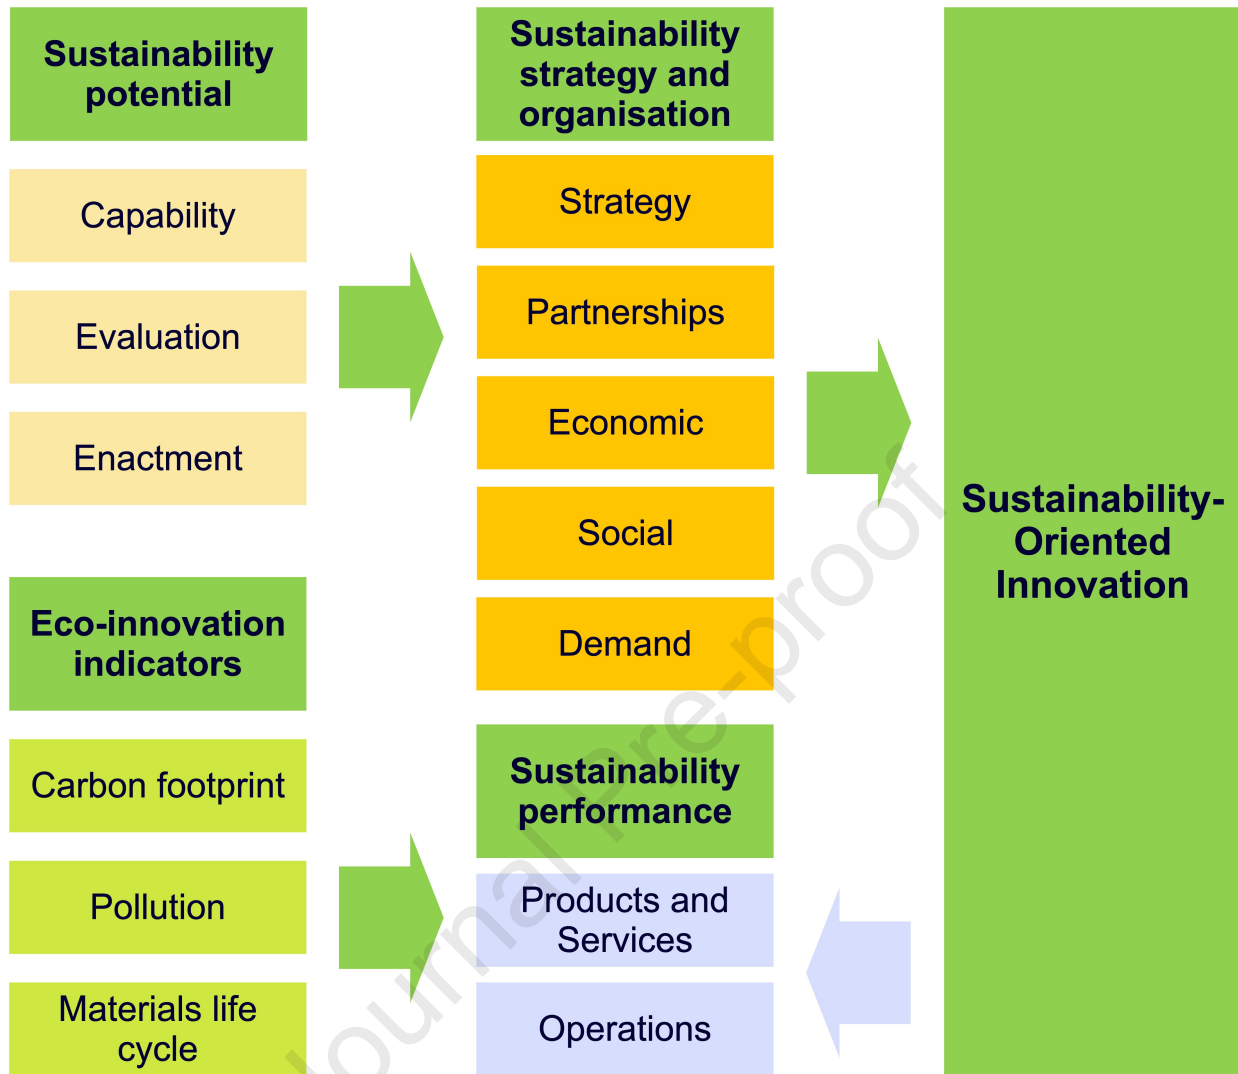 Sustainability
potential
Capability
Evaluation
Enactment
Eco-innovation
indicators
Carbon footprint
Pollution
Materials life
cycle
Sustainability
strategy and
organisation
Strategy
Partnerships
Economic
Social
Demand
Sustainability
performance
Products and
Services
Operations
Sustainability-
Oriented
Innovation
Journal Pre-proof